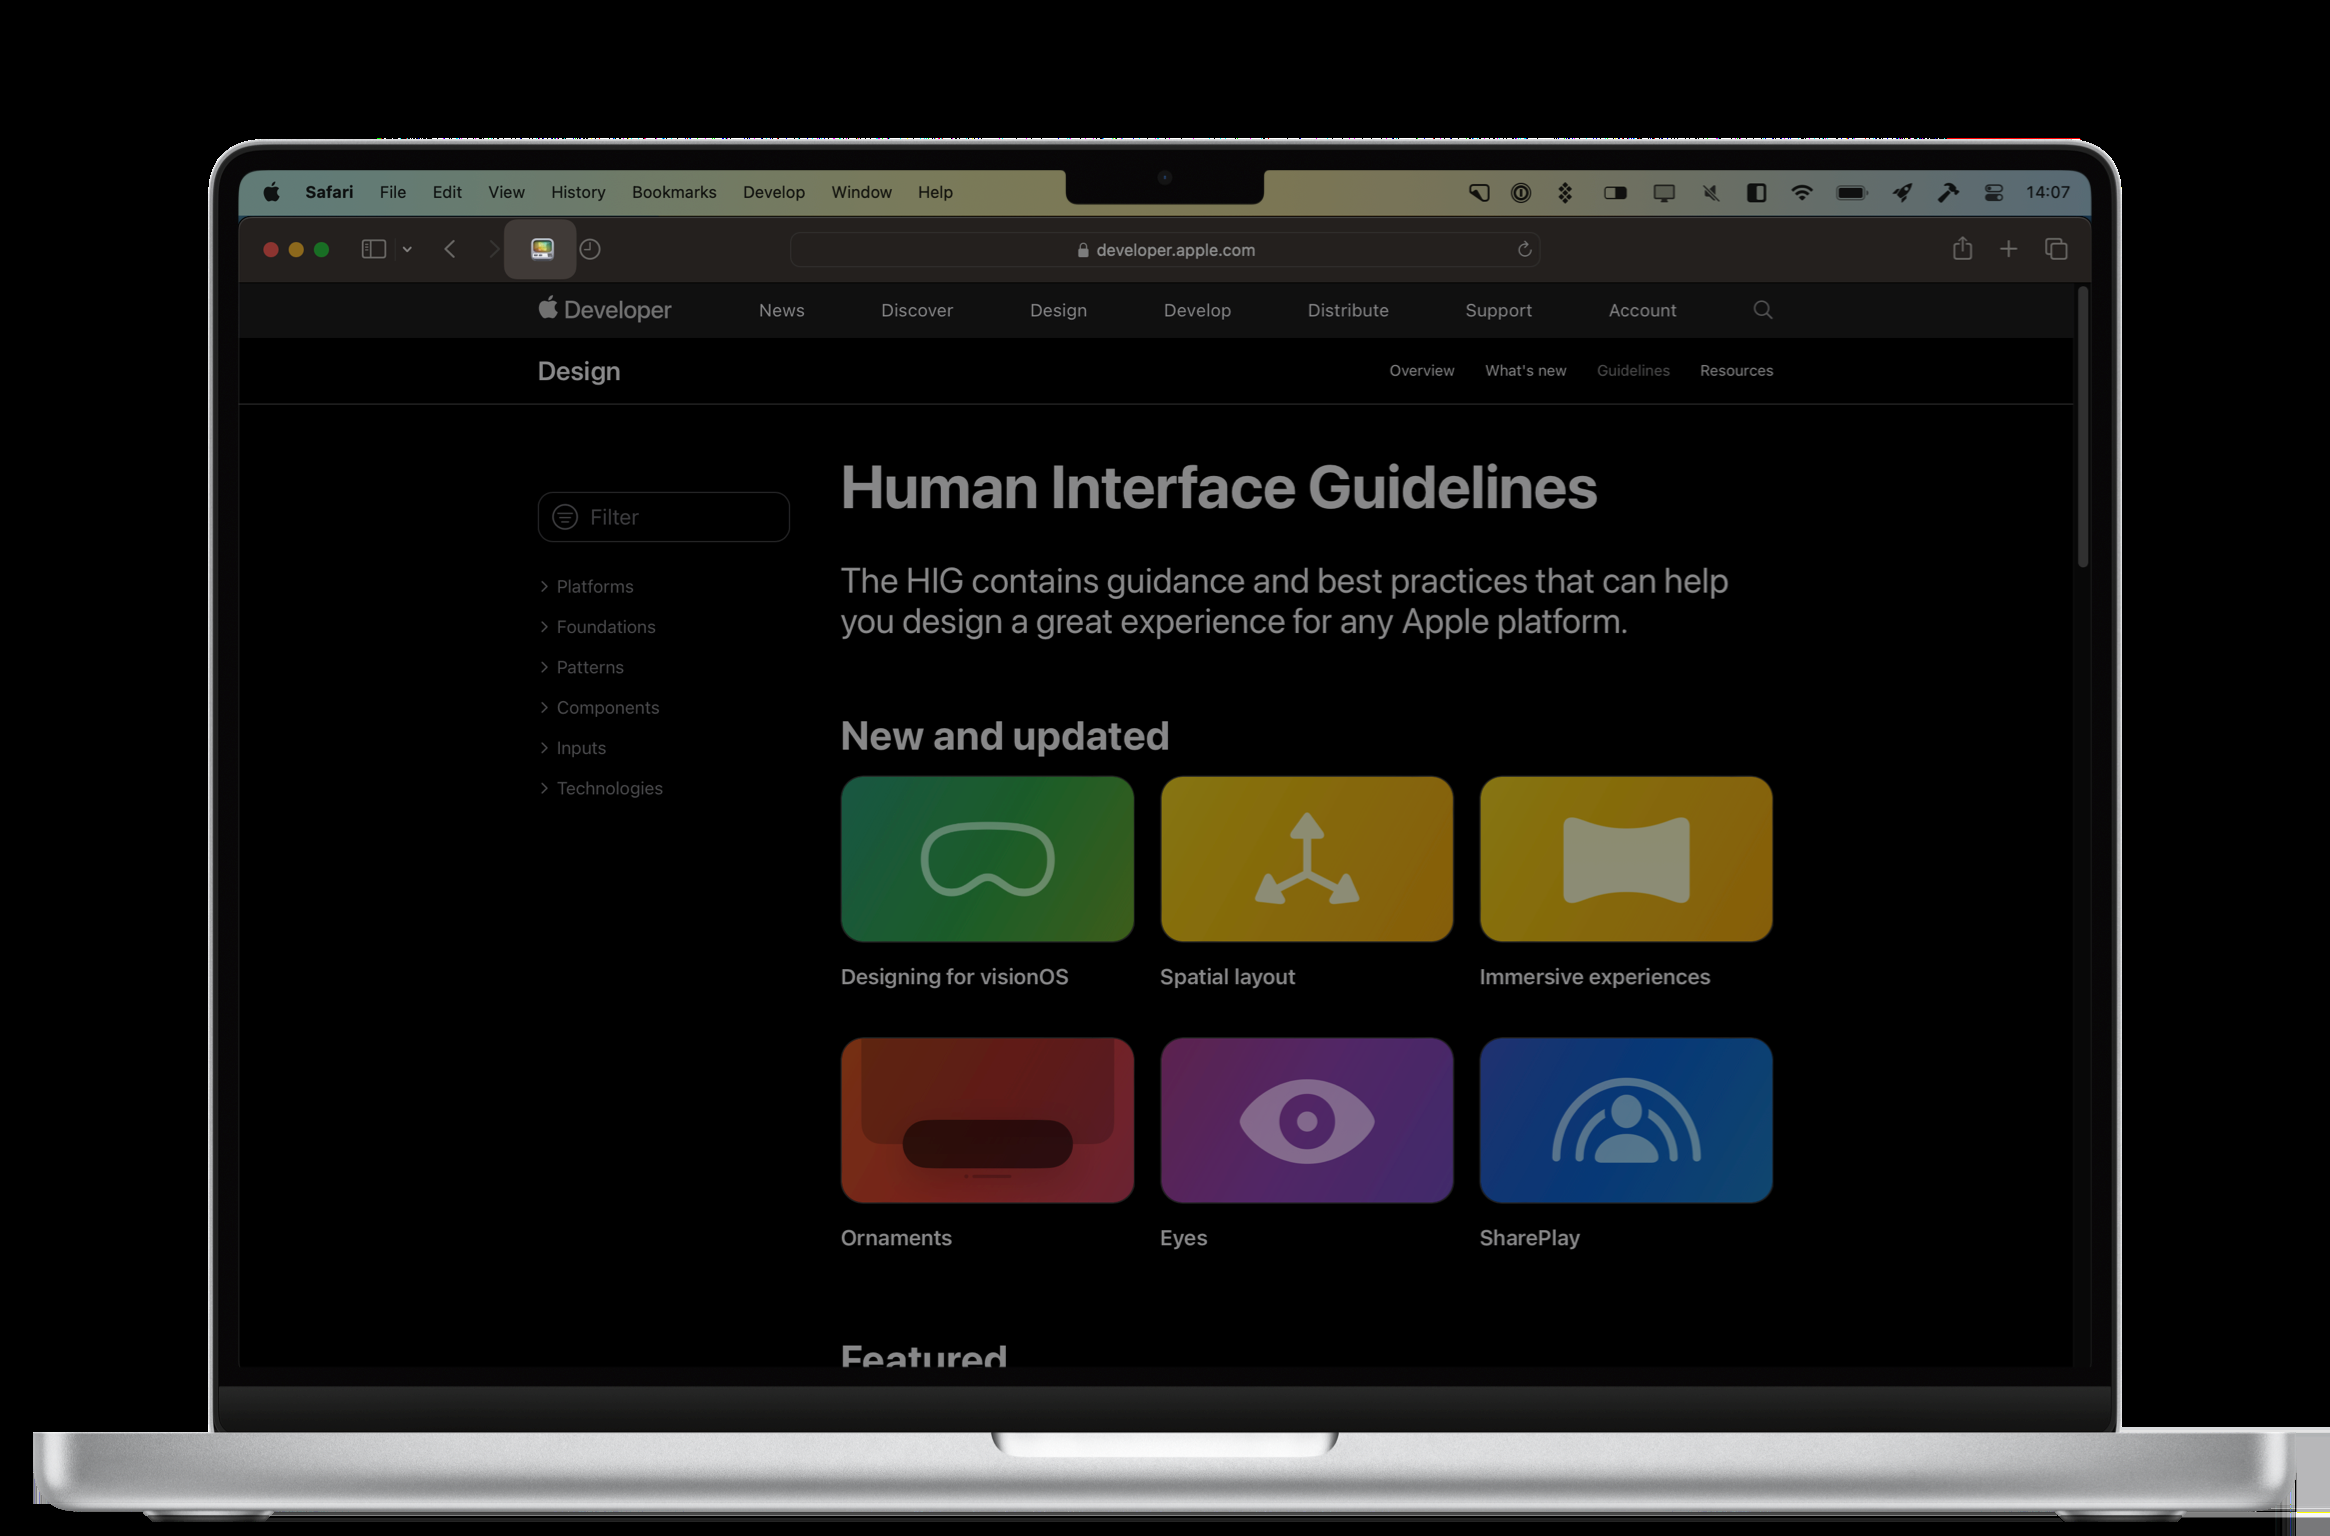 Safari File Edit View History Bookmarks Develop Window Help 14:07
developer.apple.com
Developer News Discover Design Develop Distribute Support Account
Design Overview What's new Guidelines Resources
Filter
Platforms
Foundations
Patterns
Components
Inputs
Technologies
Human Interface Guidelines
The HIG contains guidance and best practices that can help
you design a great experience for any Apple platform.
New and updated
Designing for visionOS Spatial layout Immersive experiences
Ornaments Eyes SharePlay
Featured